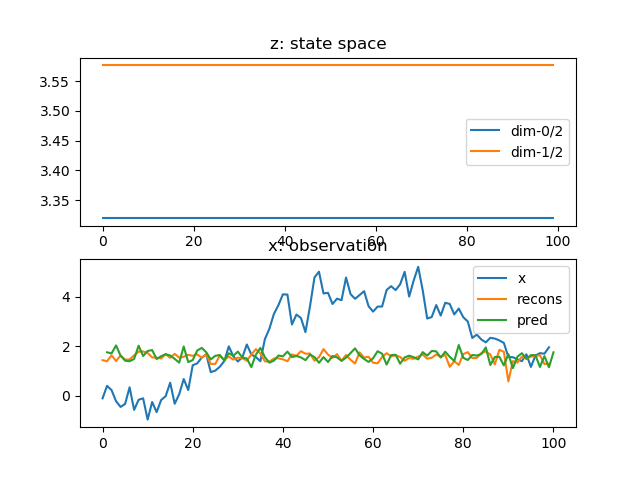 z: state space
3.55
3.50
3.45
3.40
3.35
dim-0/2
dim-1/2
0 20 40 60 80 100
x: observation
4
2
0
x
recons
pred
0 20 40 60 80 100